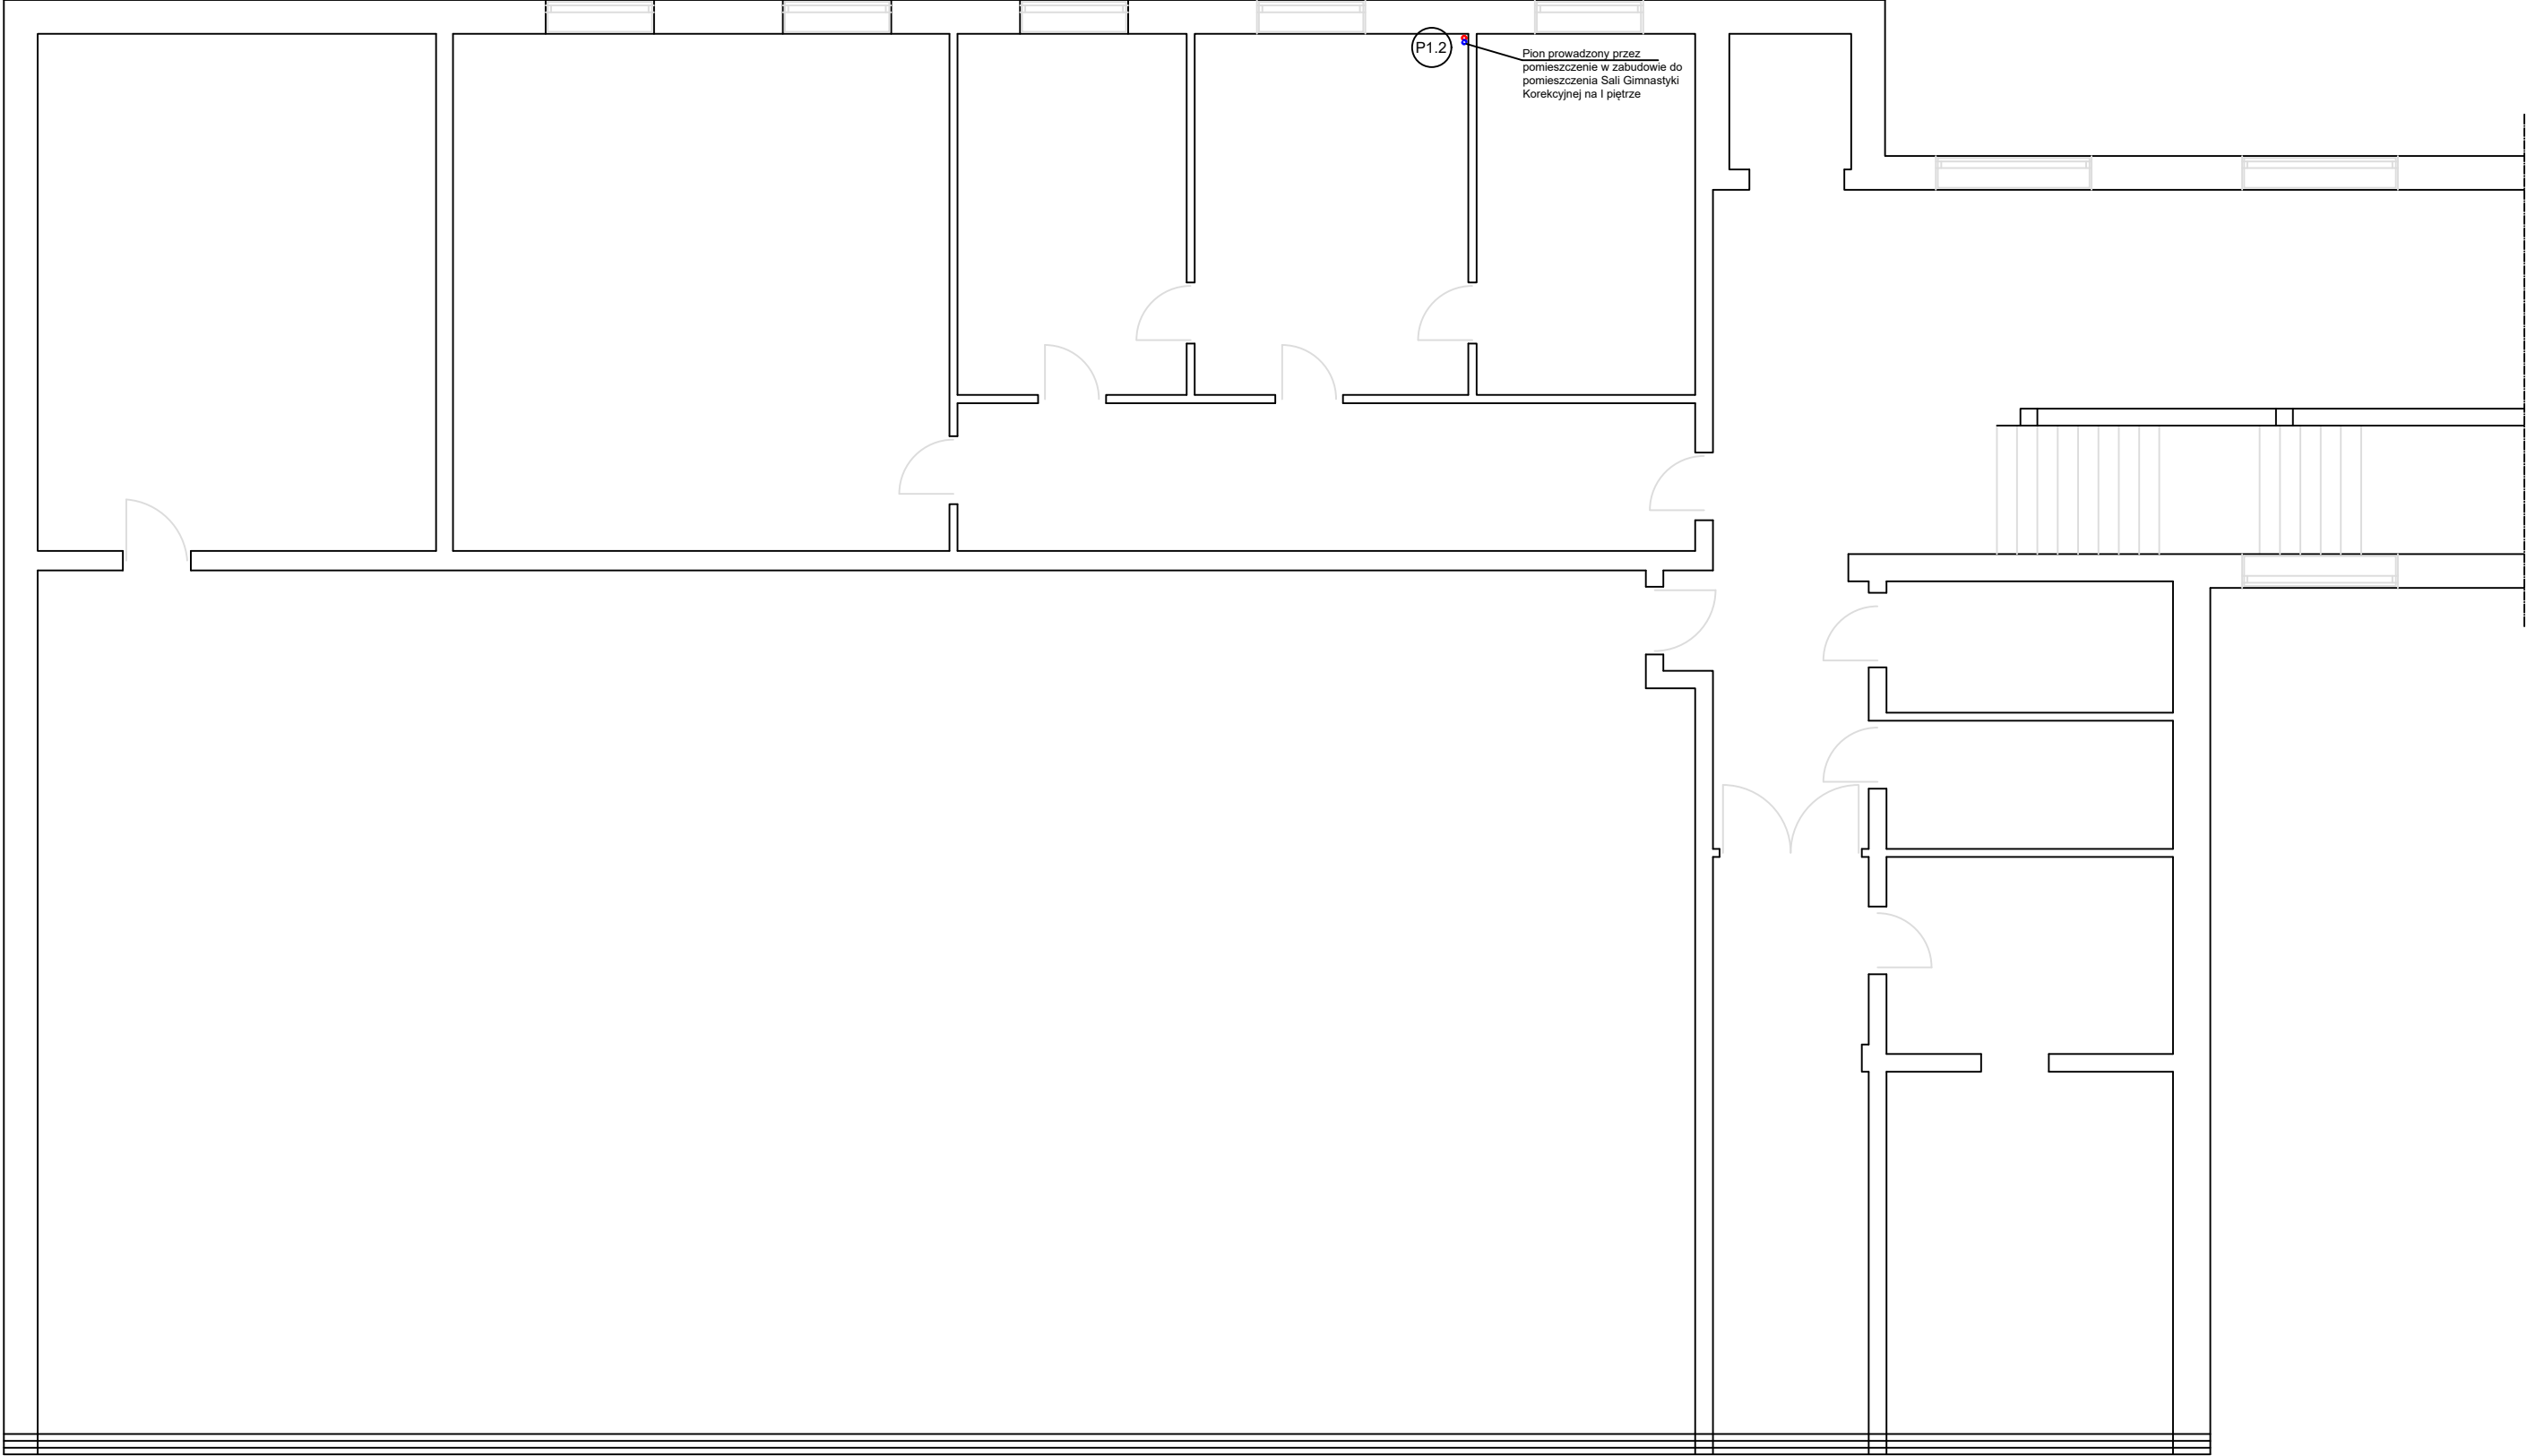 P1.2
Pion prowadzony przez
pomieszczenie w zabudowie do
pomieszczenia Sali Gimnastyki
Korekcyjnej na I piętrze